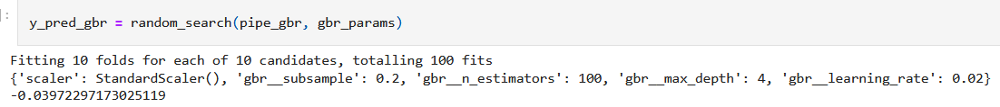 ]:
y_pred_gbr = random_search(pipe_gbr, gbr_params)
Fitting 10 folds for each of 10 candidates, totalling 100 fits
{'scaler': StandardScaler(), 'gbr__subsample': 0.2, 'gbr__n_estimators': 100, 'gbr__max_depth': 4, 'gbr__learning_rate': 0.02}
-0.03972297173025119